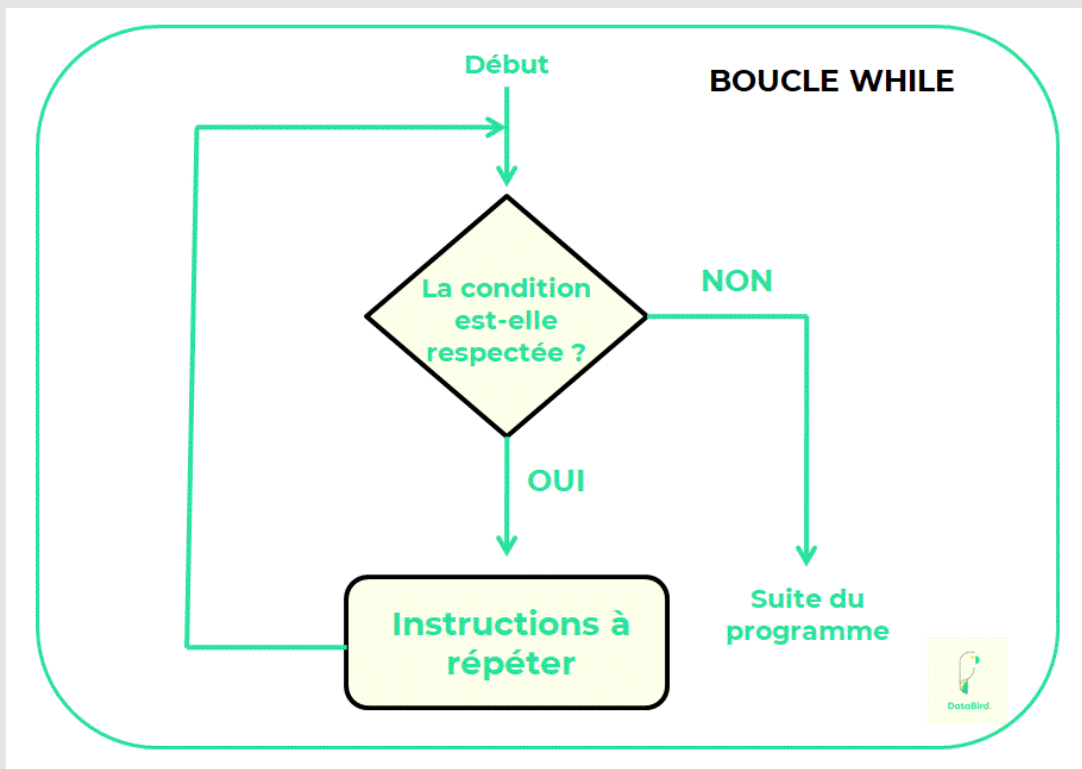 Début
BOUCLE WHILE
La condition
est-elle
respectée ?
NON
OUI
Instructions à
répéter
Suite du
programme
DataBird.